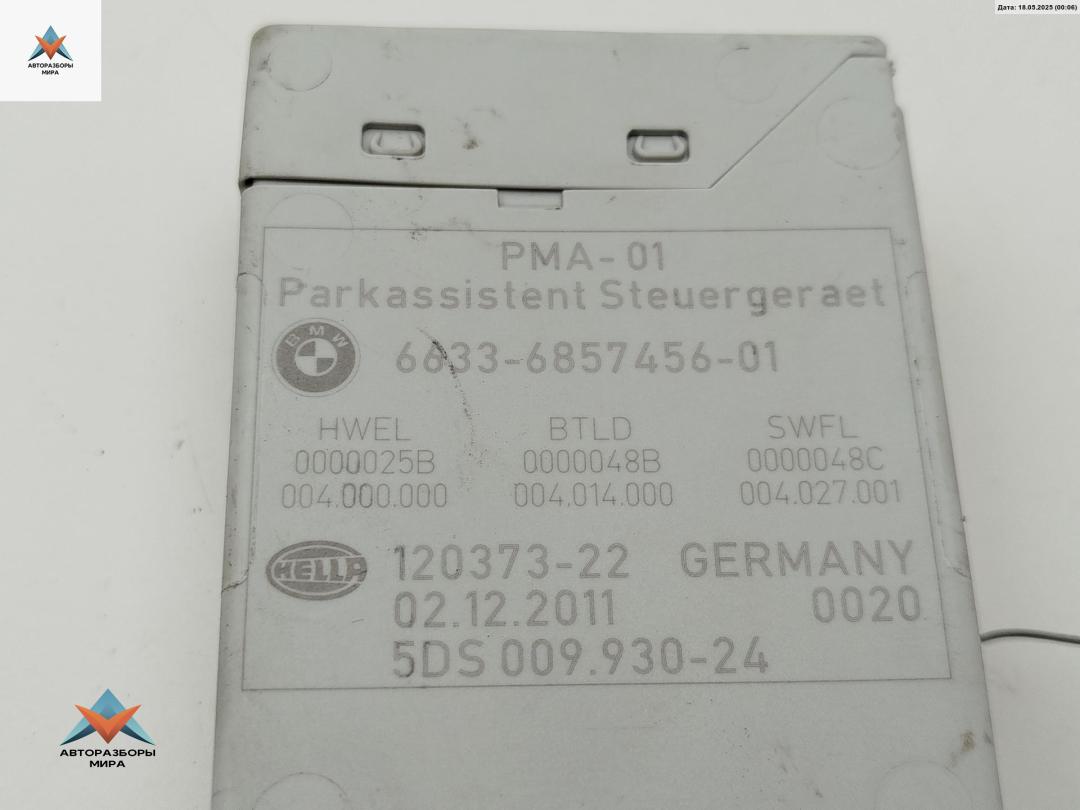 Дата: 18.05.2025 (00:06)
АВТОРАЗБОРЫ
МИРА
PMA-01
Parkassistent Steuergeraet
BMW
6633-6857456-01
HWEL BTLD SWFL
0000025B 0000048B 0000048C
004.000.000 004.014.000 004.027.001
HELLA 120373-22 GERMANY
02.12.2011 0020
5DS 009.930-24
АВТОРАЗБОРЫ
МИРА